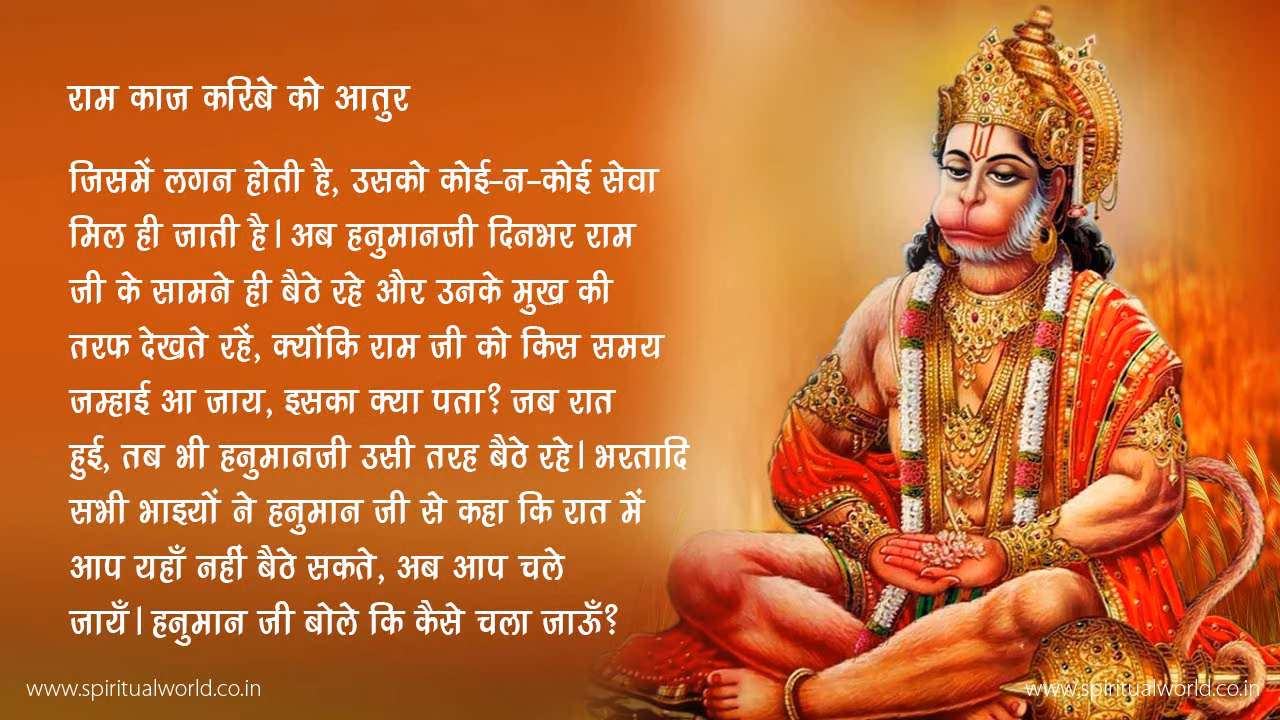 राम काज करिबे को आतुर
जिसमें लगन होती है, उसको कोई-न-कोई सेवा
मिल ही जाती है। अब हनुमानजी दिनभर राम
जी के सामने ही बैठे रहे और उनके मुख की
तरफ देखते रहें, क्योंकि राम जी को किस समय
जम्हाई आ जाय, इसका क्या पता? जब रात
हुई, तब भी हनुमानजी उसी तरह बैठे रहे। भरतादि
सभी भाइयों ने हनुमान जी से कहा कि रात में
आप यहाँ नहीं बैठे सकते, अब आप चले
जायँ। हनुमान जी बोले कि कैसे चला जाऊँ?
www.spiritualworld.co.in
www.spiritualworld.co.in